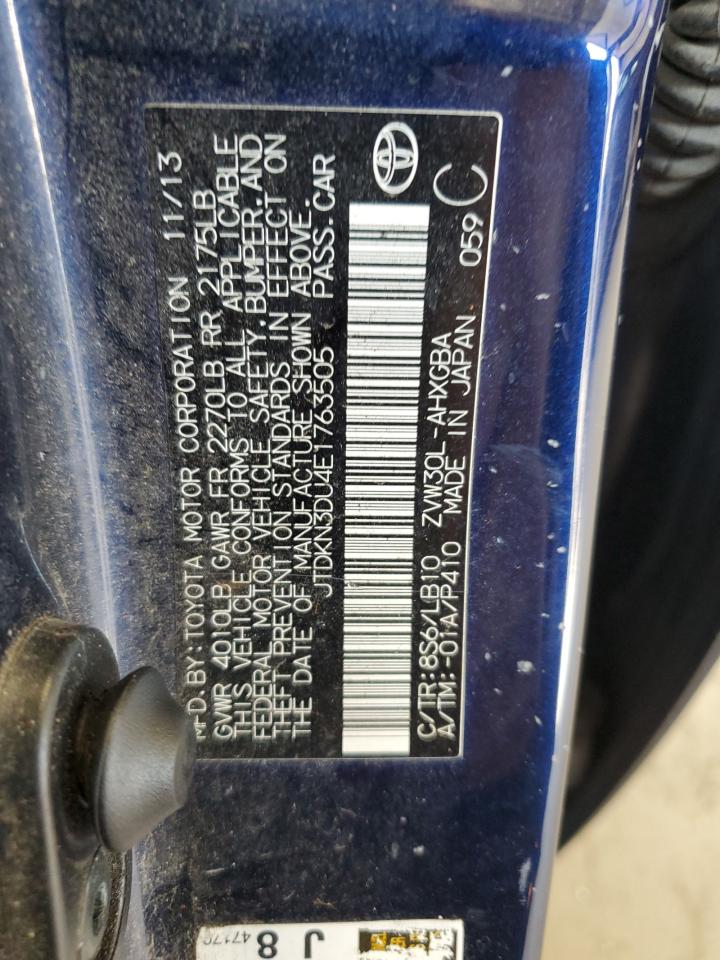 MFD.BY:TOYOTA MOTOR CORPORATION 11/13
GVWR 4010LB GAWR FR 2270LB RR 2175LB
THIS VEHICLE CONFORMS TO ALL APPLICABLE
FEDERAL MOTOR VEHICLE SAFETY,BUMPER,AND
THEFT PREVENTION STANDARDS IN EFFECT ON
THE DATE OF MANUFACTURE SHOWN ABOVE.
JTDKN3DU4E1763505 PASS.CAR
C/TR:8S6/LB10 ZVW30L-AHXGBA 059 C
A/TM:-01A/P410 MADE IN JAPAN
J8
47170